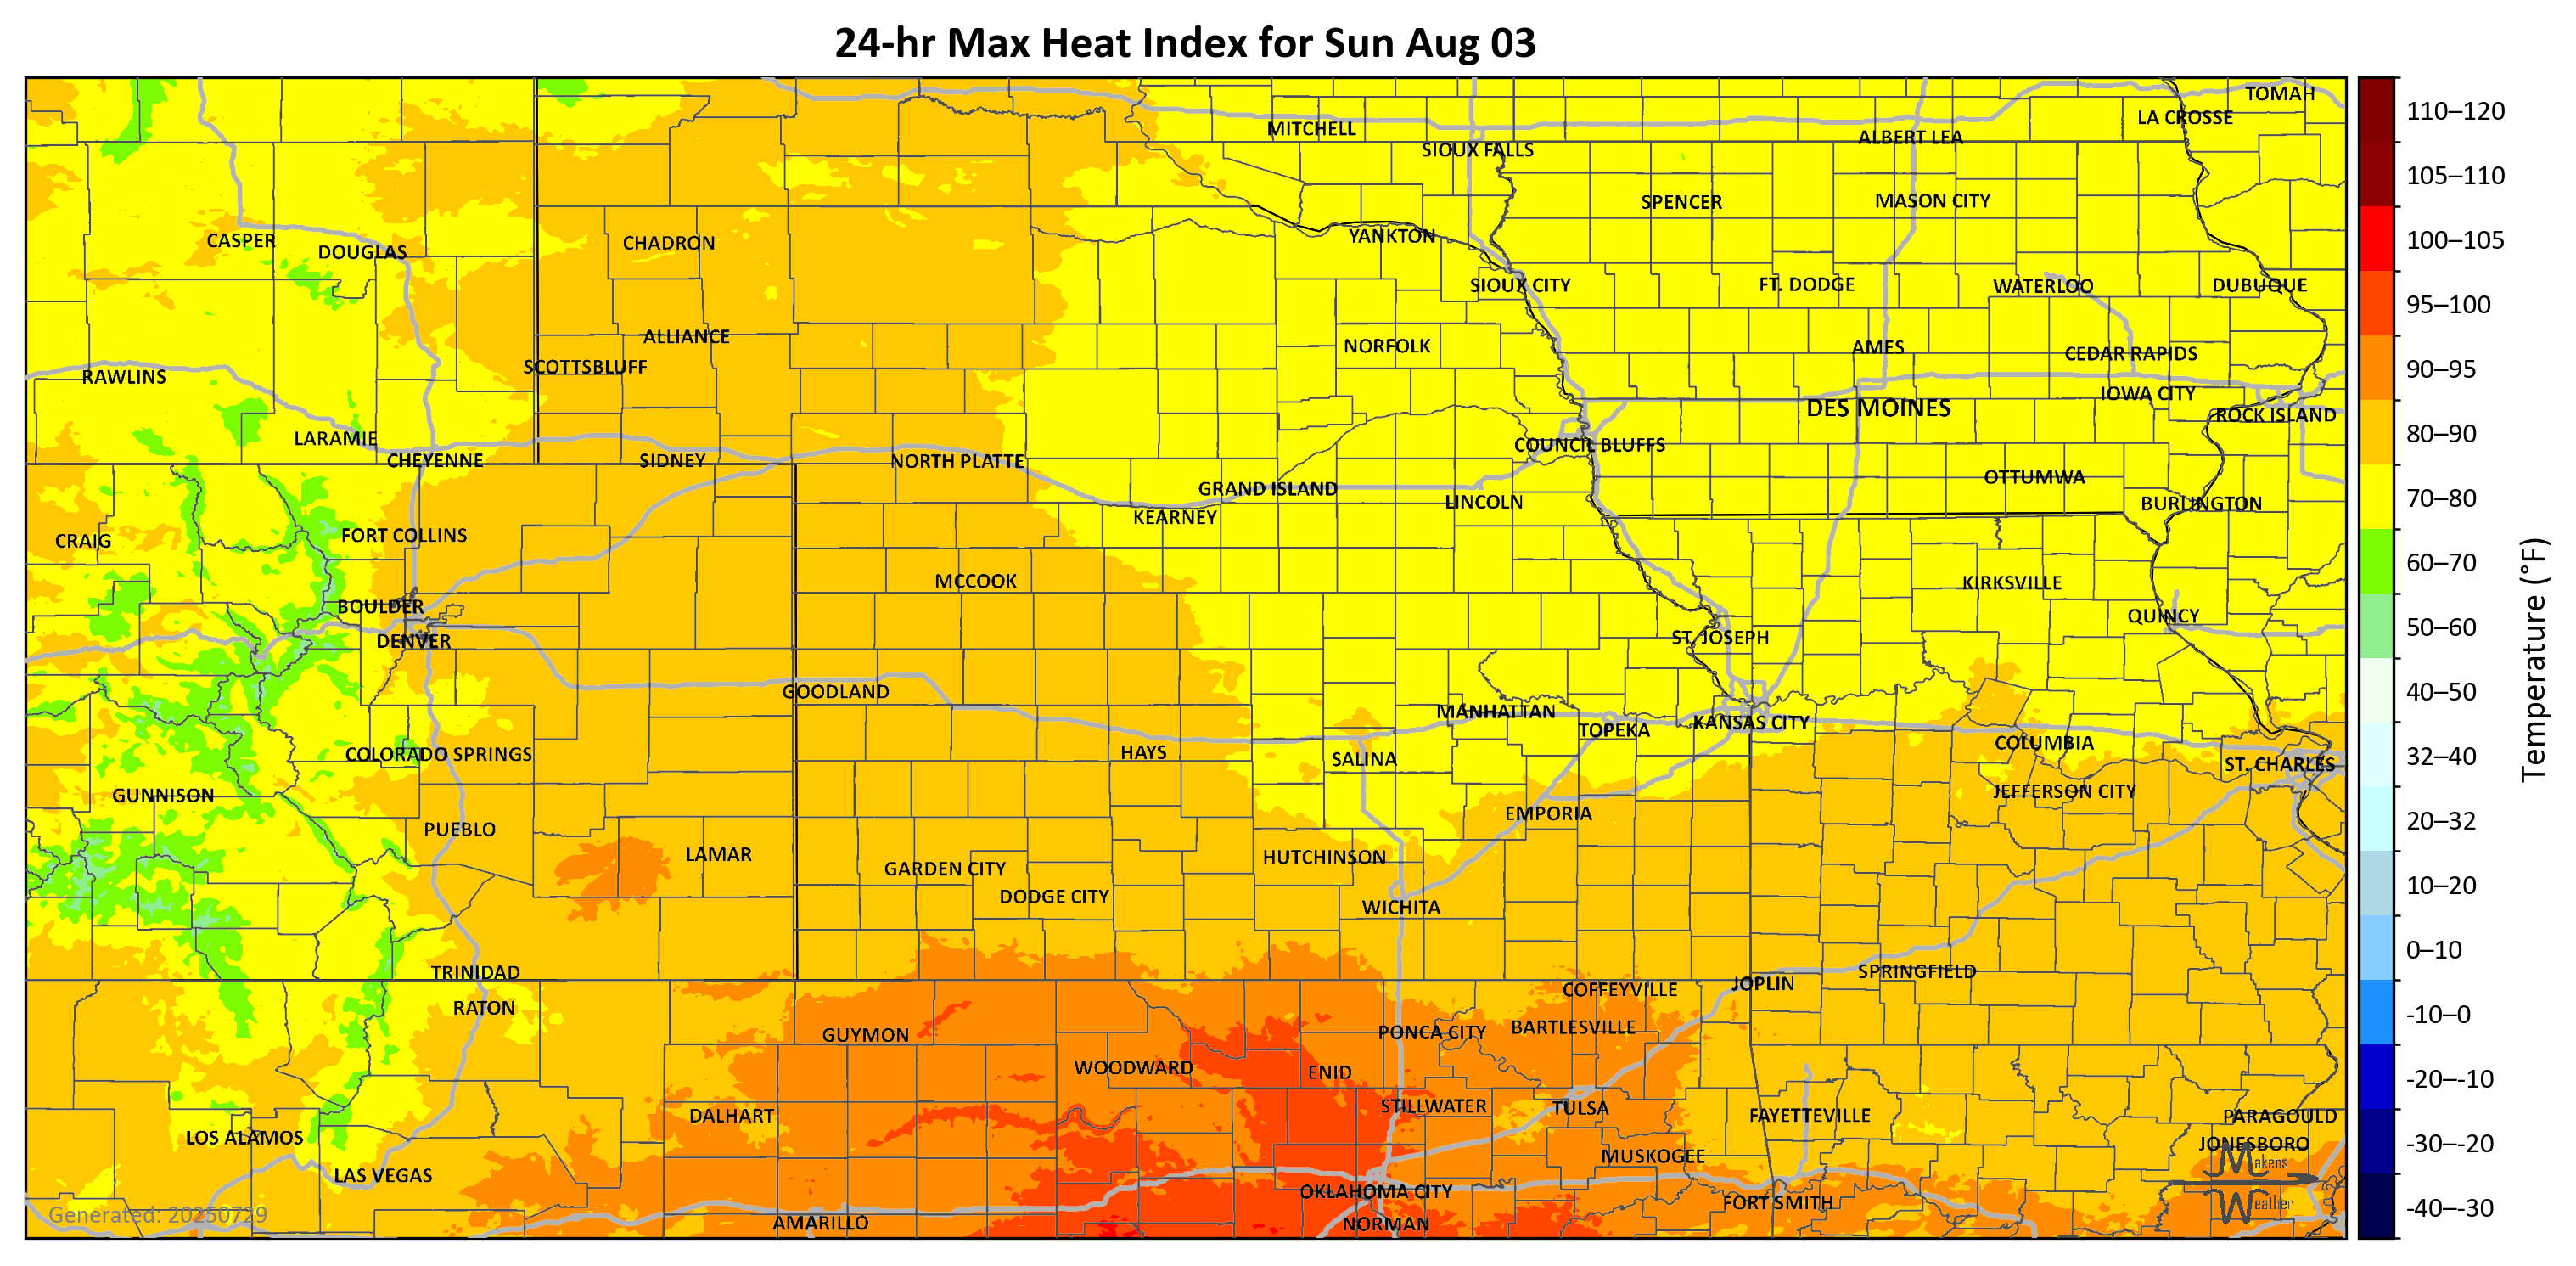 24-hr Max Heat Index for Sun Aug 03
TOMAH
LA CROSSE
MITCHELL
ALBERT LEA
SIOUX FALLS
SPENCER
MASON CITY
CASPER
DOUGLAS
CHADRON
YANKTON
SIOUX CITY
FT. DODGE
WATERLOO
DUBUQUE
ALLIANCE
SCOTTSBLUFF
NORFOLK
AMES
CEDAR RAPIDS
RAWLINS
IOWA CITY
DES MOINES
ROCK ISLAND
LARAMIE
COUNCIL BLUFFS
CHEYENNE
SIDNEY
NORTH PLATTE
OTTUMWA
GRAND ISLAND
LINCOLN
BURLINGTON
KEARNEY
CRAIG
FORT COLLINS
MCCOOK
KIRKSVILLE
BOULDER
QUINCY
DENVER
ST. JOSEPH
GOODLAND
MANHATTAN
TOPEKA
KANSAS CITY
COLORADO SPRINGS
HAYS
SALINA
COLUMBIA
ST. CHARLES
GUNNISON
JEFFERSON CITY
PUEBLO
EMPORIA
LAMAR
GARDEN CITY
HUTCHINSON
DODGE CITY
WICHITA
TRINIDAD
SPRINGFIELD
RATON
COFFEYVILLE
JOPLIN
GUYMON
PONCA CITY
BARTLESVILLE
WOODWARD
ENID
DALHART
STILLWATER
TULSA
FAYETTEVILLE
PARAGOULD
LOS ALAMOS
JONESBORO
LAS VEGAS
MUSKOGEE
OKLAHOMA CITY
FORT SMITH
AMARILLO
NORMAN
Generated: 20250729
Makens
Weather
110–120
105–110
100–105
95–100
90–95
80–90
70–80
60–70
50–60
40–50
32–40
20–32
10–20
0–10
-10–0
-20–-10
-30–-20
-40–-30
Temperature (°F)